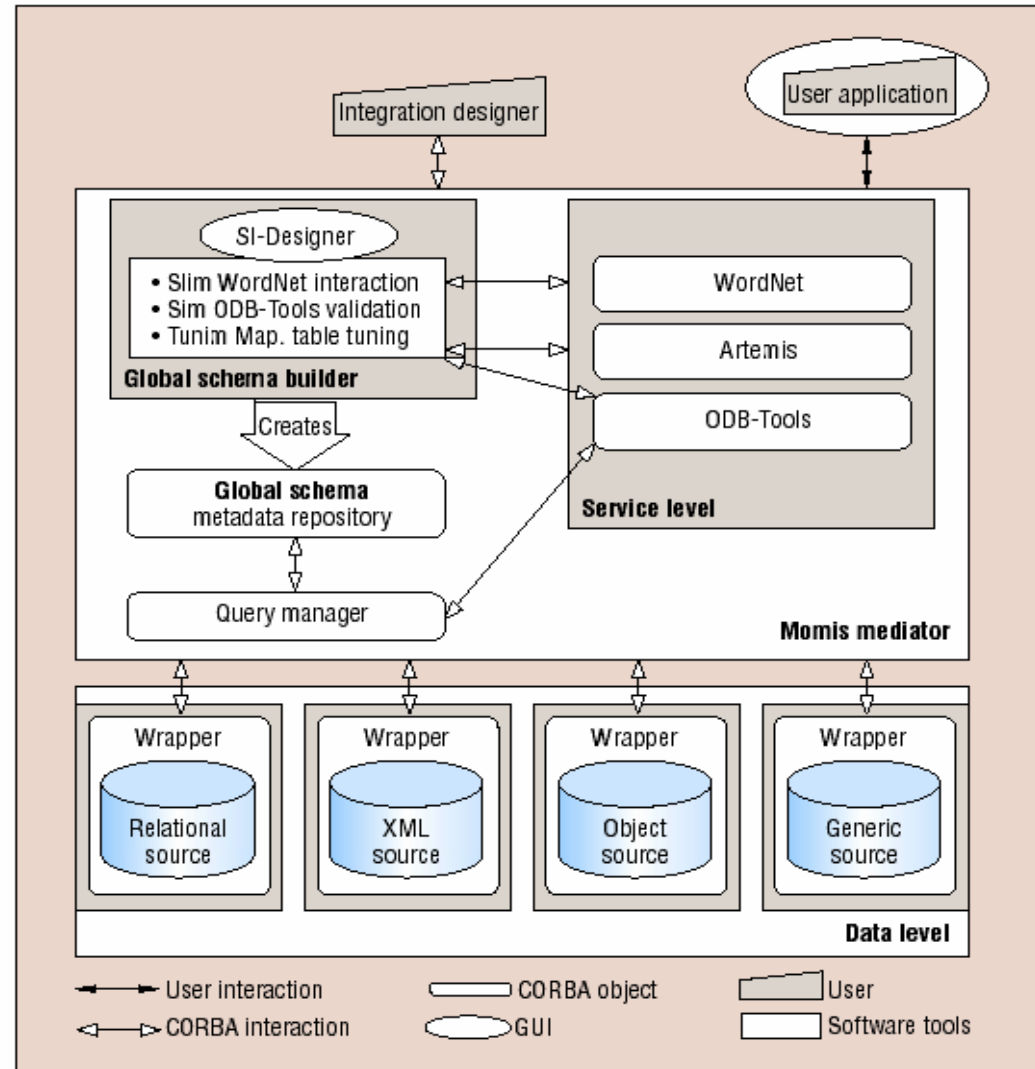 Integration designer
User application
SI-Designer
• Slim WordNet interaction
• Sim ODB-Tools validation
• Tunim Map. table tuning
Global schema builder
WordNet
Artemis
ODB-Tools
Service level
Creates
Global schema
metadata repository
Query manager
Momis mediator
Wrapper
Relational
source
Wrapper
XML
source
Wrapper
Object
source
Wrapper
Generic
source
Data level
User interaction
CORBA object
User
CORBA interaction
GUI
Software tools